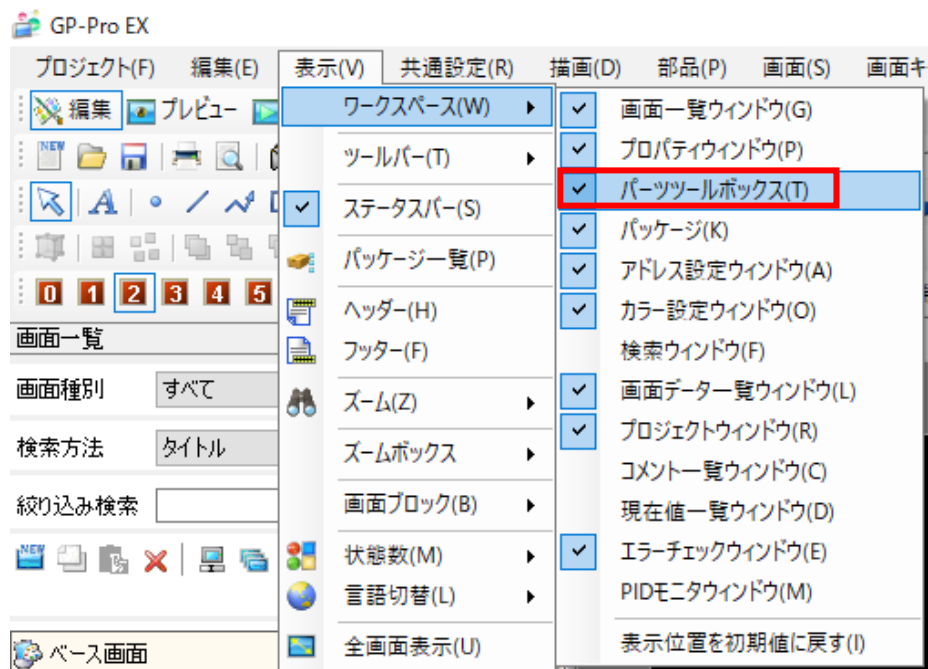 GP-Pro EX
プロジェクト(F) 編集(E) 表示(V) 共通設定(R) 描画(D) 部品(P) 画面(S) 画面キ
編集 プレビュー
NEW
A
0 1 2 3 4 5
画面一覧
画面種別 すべて
検索方法 タイトル
絞り込み検索
NEW
ベース画面
ワークスペース(W)
ツールバー(T)
ステータスバー(S)
パッケージ一覧(P)
ヘッダー(H)
フッター(F)
ズーム(Z)
ズームボックス
画面ブロック(B)
状態数(M)
言語切替(L)
全画面表示(U)
画面一覧ウィンドウ(G)
プロパティウィンドウ(P)
パーツツールボックス(T)
パッケージ(K)
アドレス設定ウィンドウ(A)
カラー設定ウィンドウ(O)
検索ウィンドウ(F)
画面データ一覧ウィンドウ(L)
プロジェクトウィンドウ(R)
コメント一覧ウィンドウ(C)
現在値一覧ウィンドウ(D)
エラーチェックウィンドウ(E)
PIDモニタウィンドウ(M)
表示位置を初期値に戻す(I)